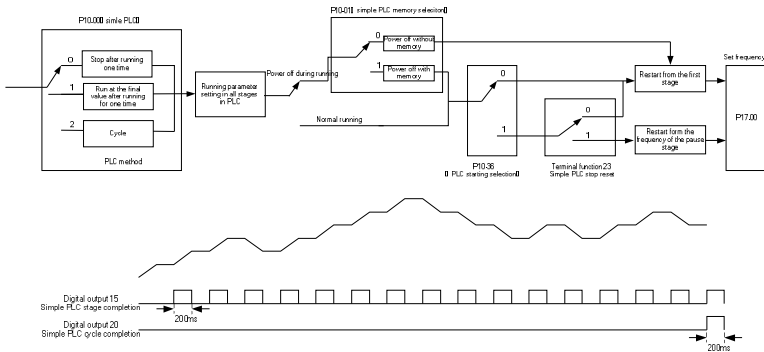 P10.00【 simle PLC】
0
Stop after running
one time
1
Run at the final
value after running
for one time
2
Cycle
PLC method
Running parameter
setting in all stages
in PLC
Power off during running
Normal running
P10-01【 simple PLC memory seleciton】
0
Power off without
memory
1
Power off with
memory
0
1
P10-36
【 PLC starting selection】
0
1
Terminal function 23
Simple PLC stop reset
Restart from the first
stage
Restart form the
frequency of the pause
stage
Set frequency
P17.00
Digital output 15
Simple PLC stage completion
200ms
Digital output 20
Simple PLC cycle completion
200ms